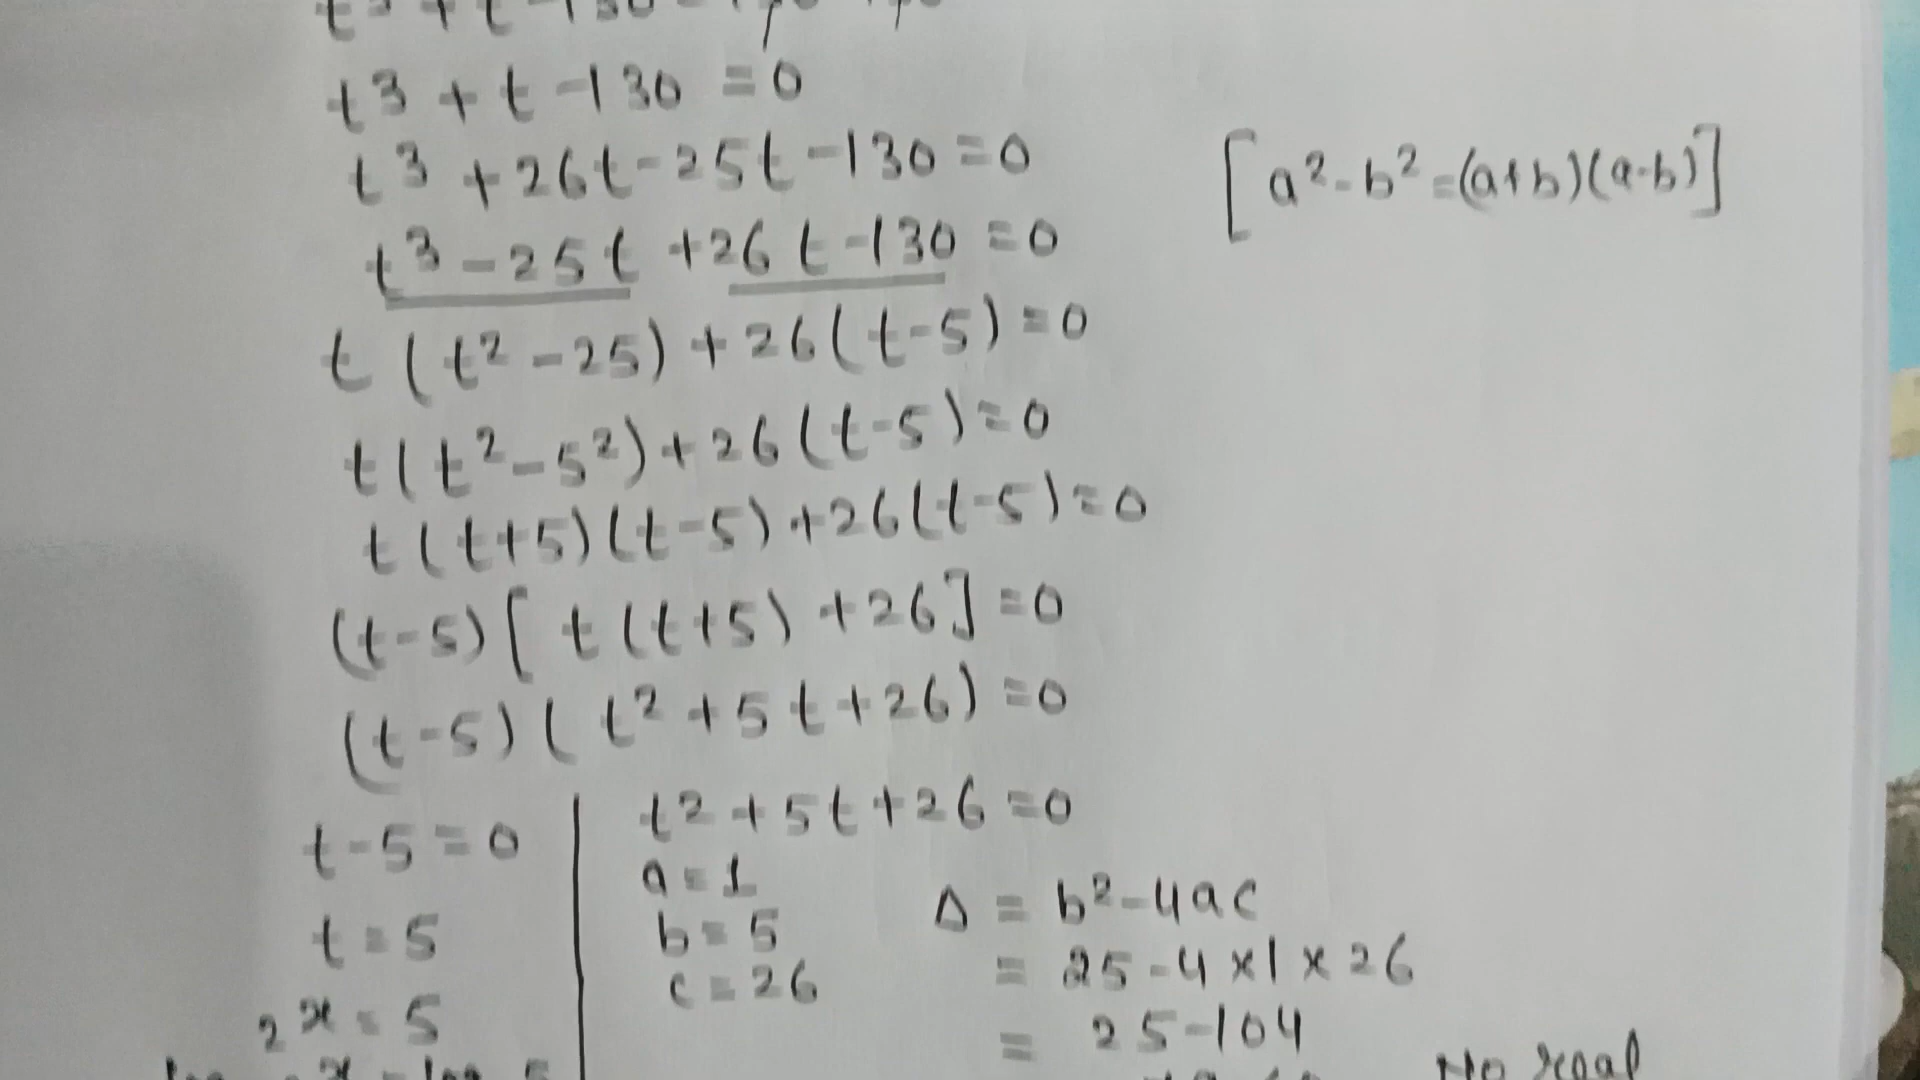 t³ + t - 130
t³ + t - 130 = 0
t³ + 26t - 25t - 130 = 0
[a² - b² = (a+b)(a-b)]
t³ - 25t + 26t - 130 = 0
t(t² - 25) + 26(t-5) = 0
t(t² - 5²) + 26(t-5) = 0
t(t+5)(t-5) + 26(t-5) = 0
(t-5)[t(t+5) + 26] = 0
(t-5)(t² + 5t + 26) = 0
t - 5 = 0
t = 5
2ˣ = 5
t² + 5t + 26 = 0
a = 1
b = 5
c = 26
Δ = b² - 4ac
= 25 - 4 × 1 × 26
= 25 - 104
No real